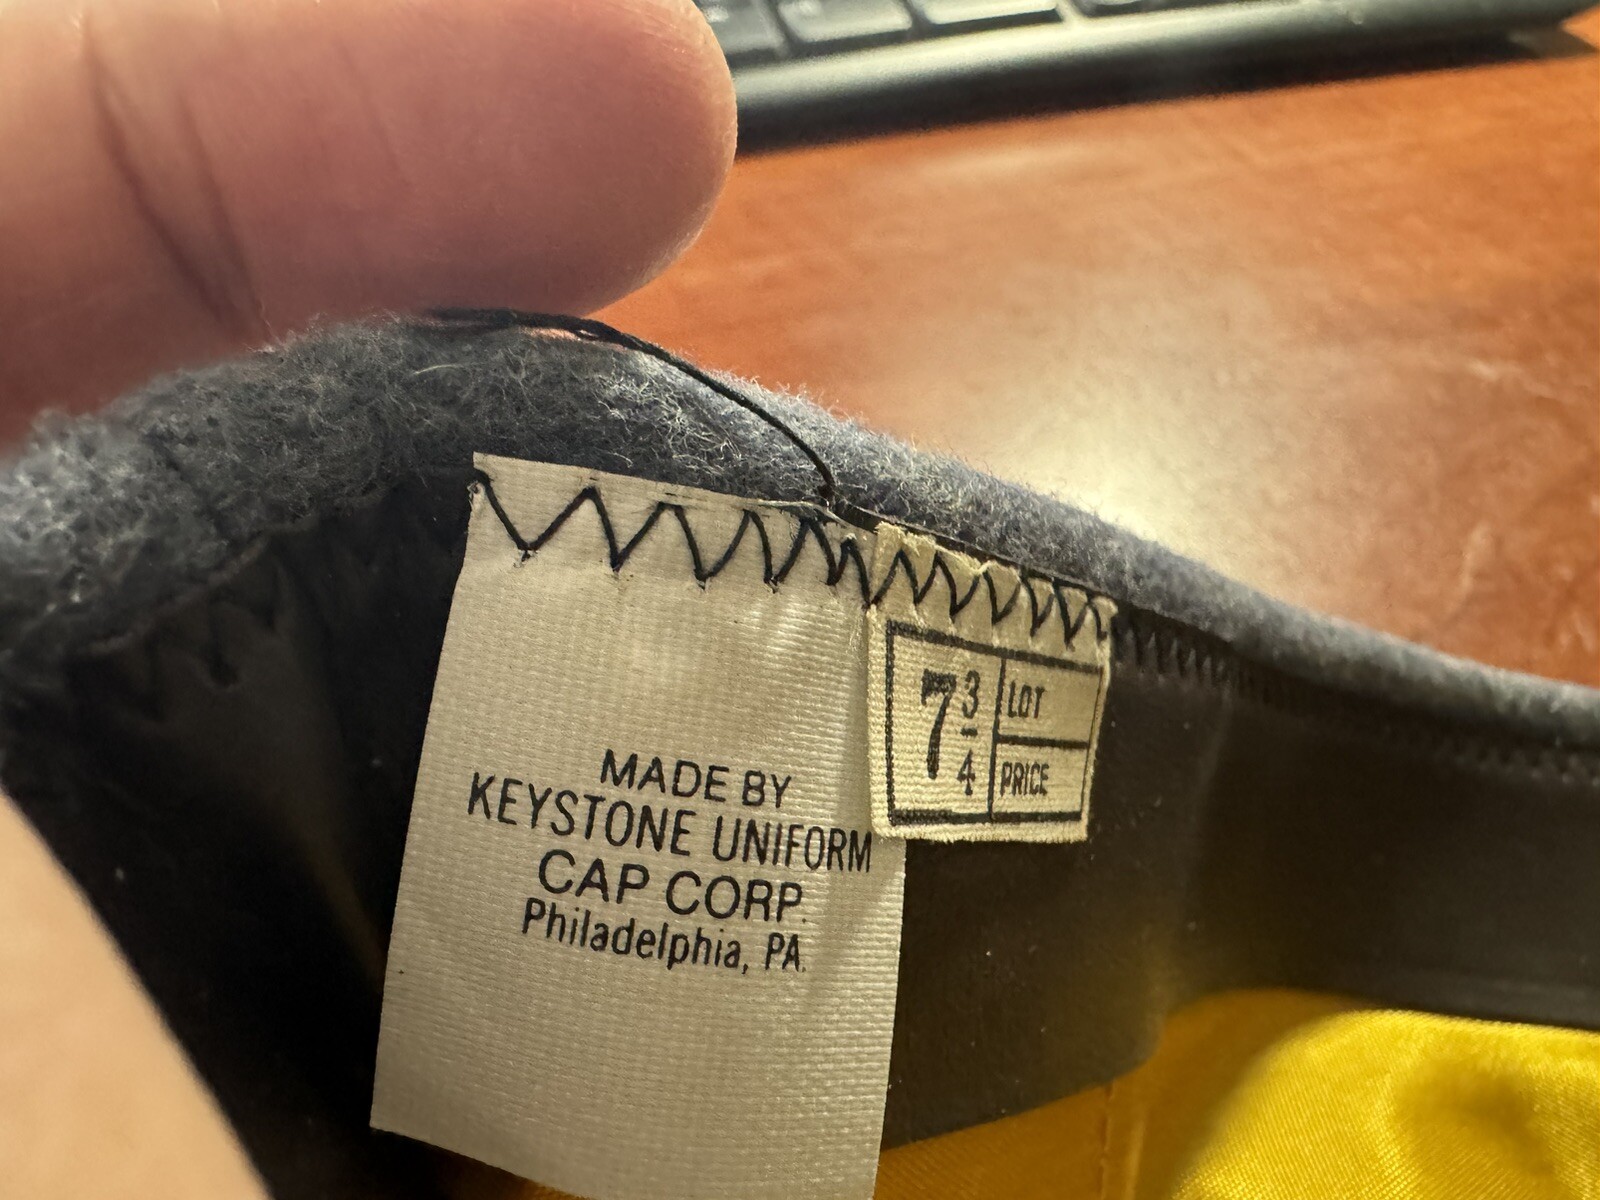 MADE BY
KEYSTONE UNIFORM
CAP CORP.
Philadelphia, PA.
7 3/4
LOT
PRICE